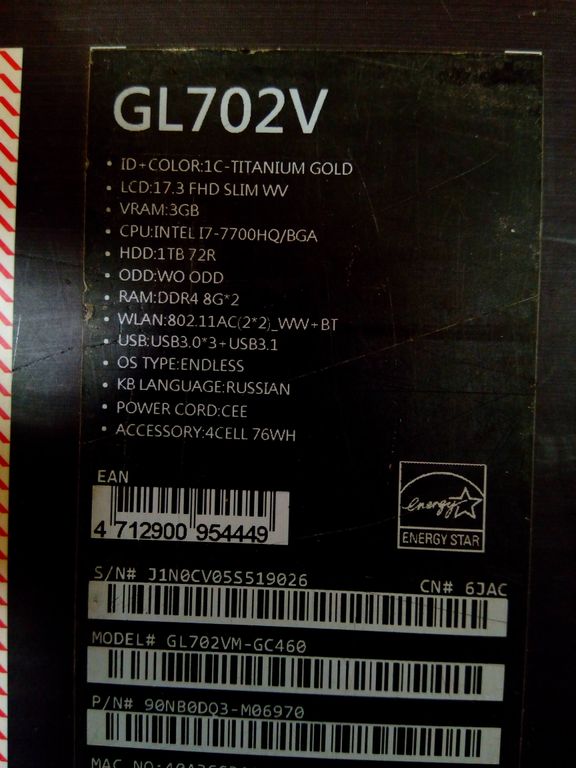 GL702V
• ID+COLOR:1C-TITANIUM GOLD
• LCD:17.3 FHD SLIM WV
• VRAM:3GB
• CPU:INTEL I7-7700HQ/BGA
• HDD:1TB 72R
• ODD:WO ODD
• RAM:DDR4 8G*2
• WLAN:802.11AC(2*2)_WW+BT
• USB:USB3.0*3+USB3.1
• OS TYPE:ENDLESS
• KB LANGUAGE:RUSSIAN
• POWER CORD:CEE
• ACCESSORY:4CELL 76WH
EAN
4 712900 954449
energy
ENERGY STAR
S/N# J1N0CV05S519026 CN# 6JAC
MODEL# GL702VM-GC460
P/N# 90NB0DQ3-M06970
MAC NO: